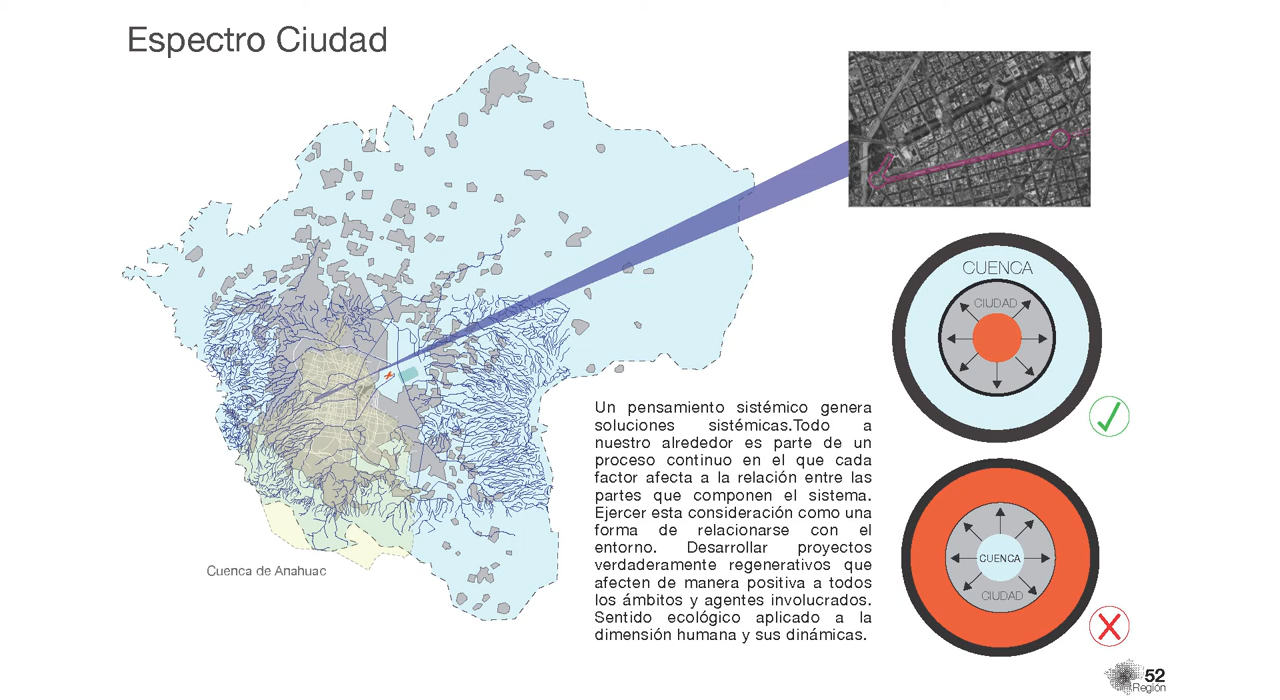 Espectro Ciudad
CUENCA
CIUDAD
Un pensamiento sistémico genera
soluciones sistémicas.Todo a
nuestro alrededor es parte de un
proceso continuo en el que cada
factor afecta a la relación entre las
partes que componen el sistema.
Ejercer esta consideración como una
forma de relacionarse con el
entorno. Desarrollar proyectos
verdaderamente regenerativos que
afecten de manera positiva a todos
los ámbitos y agentes involucrados.
Sentido ecológico aplicado a la
dimensión humana y sus dinámicas.
CUENCA
CIUDAD
Cuenca de Anahuac
52
Región